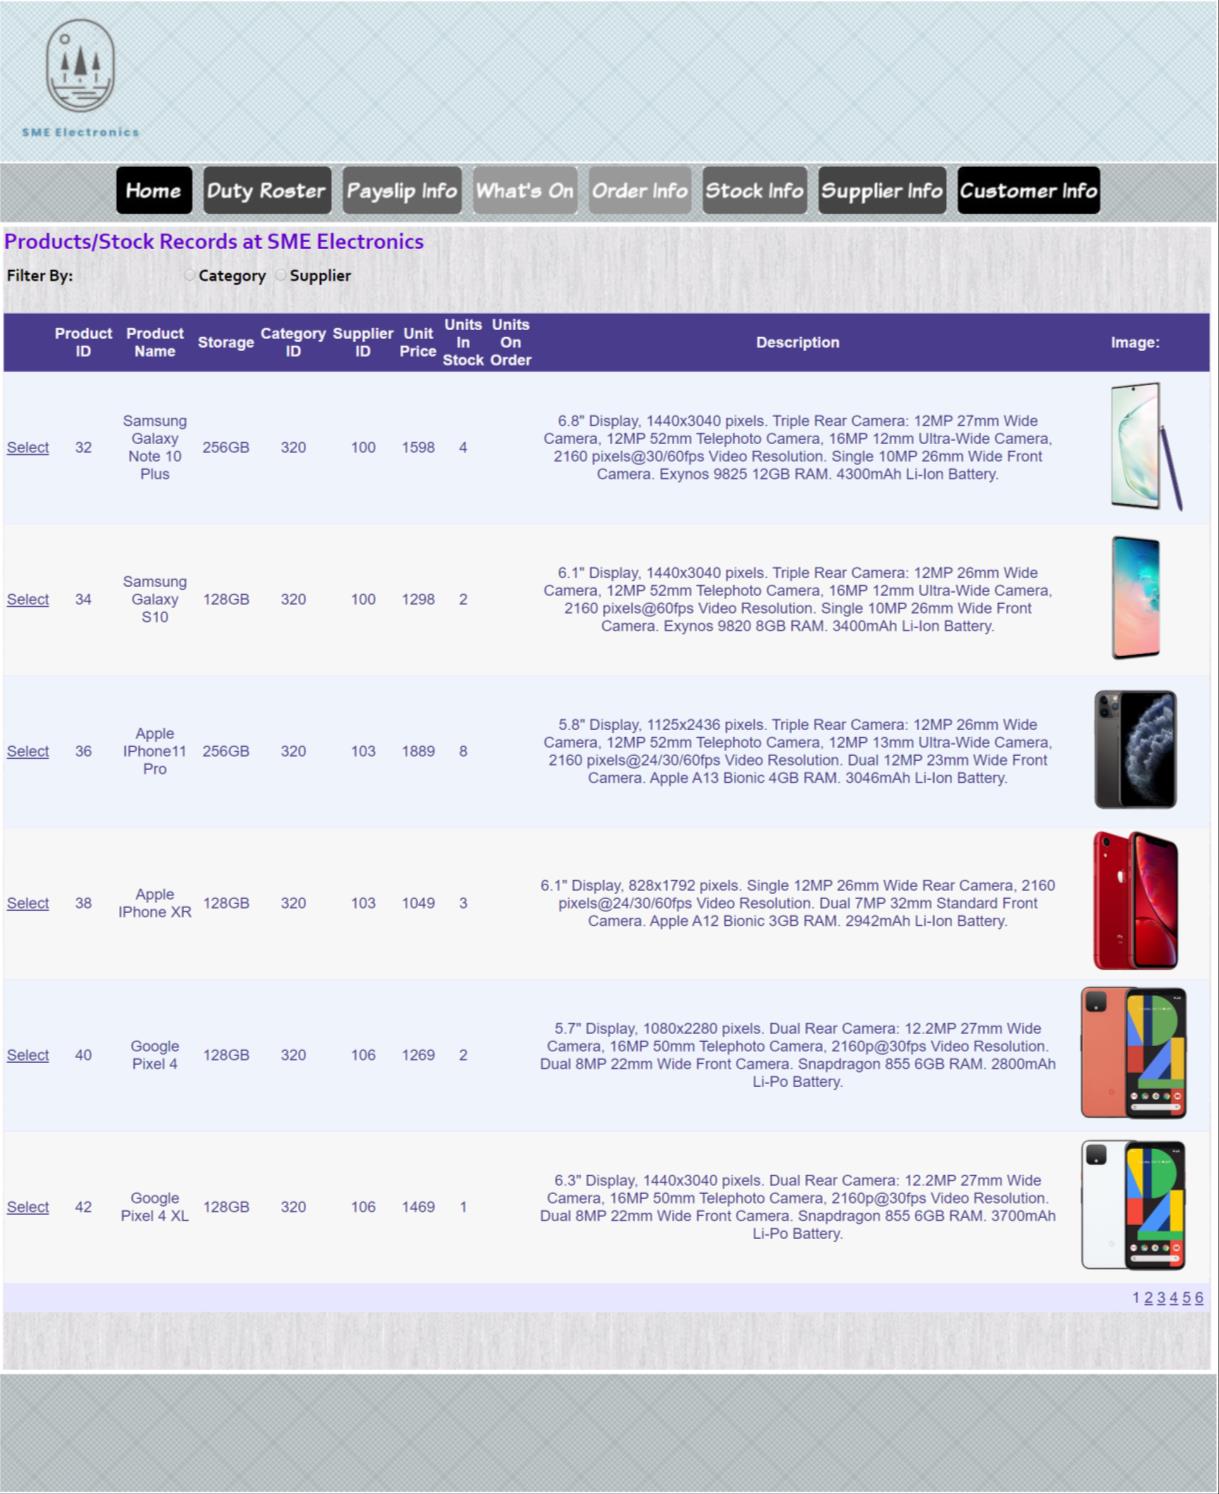 SME Electronics
Home Duty Roster Payslip Info What's On Order Info Stock Info Supplier Info Customer Info
Products/Stock Records at SME Electronics
Filter By: Category Supplier
Product ID Product Name Storage Category ID Supplier ID Unit Price Units In Stock Units On Order Description Image:
Select 32 Samsung Galaxy Note 10 Plus 256GB 320 100 1598 4
6.8" Display, 1440x3040 pixels. Triple Rear Camera: 12MP 27mm Wide
Camera, 12MP 52mm Telephoto Camera, 16MP 12mm Ultra-Wide Camera,
2160 pixels@30/60fps Video Resolution. Single 10MP 26mm Wide Front
Camera. Exynos 9825 12GB RAM. 4300mAh Li-Ion Battery.
Select 34 Samsung Galaxy S10 128GB 320 100 1298 2
6.1" Display, 1440x3040 pixels. Triple Rear Camera: 12MP 26mm Wide
Camera, 12MP 52mm Telephoto Camera, 16MP 12mm Ultra-Wide Camera,
2160 pixels@60fps Video Resolution. Single 10MP 26mm Wide Front
Camera. Exynos 9820 8GB RAM. 3400mAh Li-Ion Battery.
Select 36 Apple IPhone11 Pro 256GB 320 103 1889 8
5.8" Display, 1125x2436 pixels. Triple Rear Camera: 12MP 26mm Wide
Camera, 12MP 52mm Telephoto Camera, 12MP 13mm Ultra-Wide Camera,
2160 pixels@24/30/60fps Video Resolution. Dual 12MP 23mm Wide Front
Camera. Apple A13 Bionic 4GB RAM. 3046mAh Li-Ion Battery.
Select 38 Apple IPhone XR 128GB 320 103 1049 3
6.1" Display, 828x1792 pixels. Single 12MP 26mm Wide Rear Camera, 2160
pixels@24/30/60fps Video Resolution. Dual 7MP 32mm Standard Front
Camera. Apple A12 Bionic 3GB RAM. 2942mAh Li-Ion Battery.
Select 40 Google Pixel 4 128GB 320 106 1269 2
5.7" Display, 1080x2280 pixels. Dual Rear Camera: 12.2MP 27mm Wide
Camera, 16MP 50mm Telephoto Camera, 2160p@30fps Video Resolution.
Dual 8MP 22mm Wide Front Camera. Snapdragon 855 6GB RAM. 2800mAh
Li-Po Battery.
Select 42 Google Pixel 4 XL 128GB 320 106 1469 1
6.3" Display, 1440x3040 pixels. Dual Rear Camera: 12.2MP 27mm Wide
Camera, 16MP 50mm Telephoto Camera, 2160p@30fps Video Resolution.
Dual 8MP 22mm Wide Front Camera. Snapdragon 855 6GB RAM. 3700mAh
Li-Po Battery.
1 2 3 4 5 6